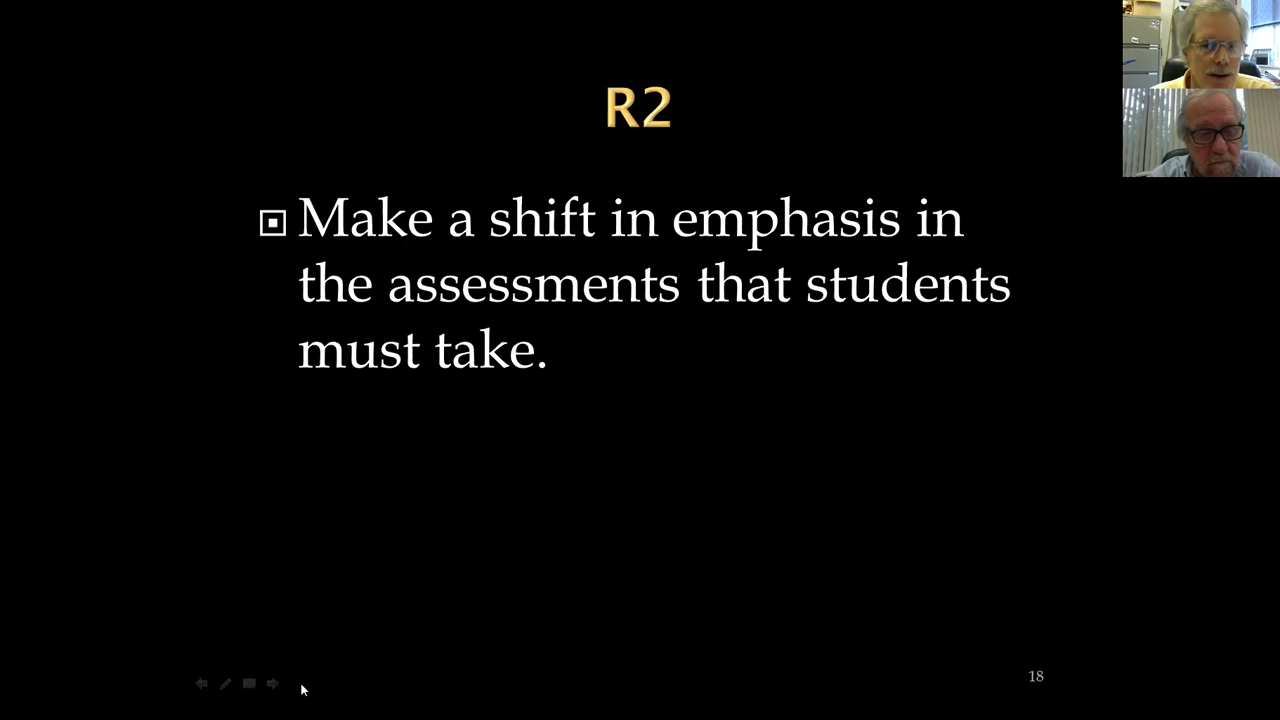 R2
Make a shift in emphasis in
the assessments that students
must take.
18